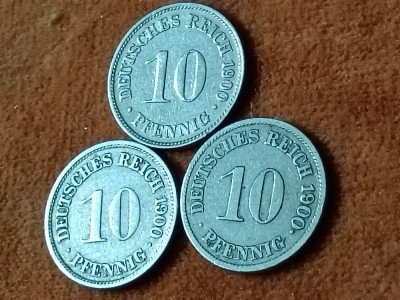 DEUTSCHES REICH 1900
10
· PFENNIG ·
DEUTSCHES REICH 1900
10
· PFENNIG ·
DEUTSCHES REICH 1900
10
· PFENNIG ·